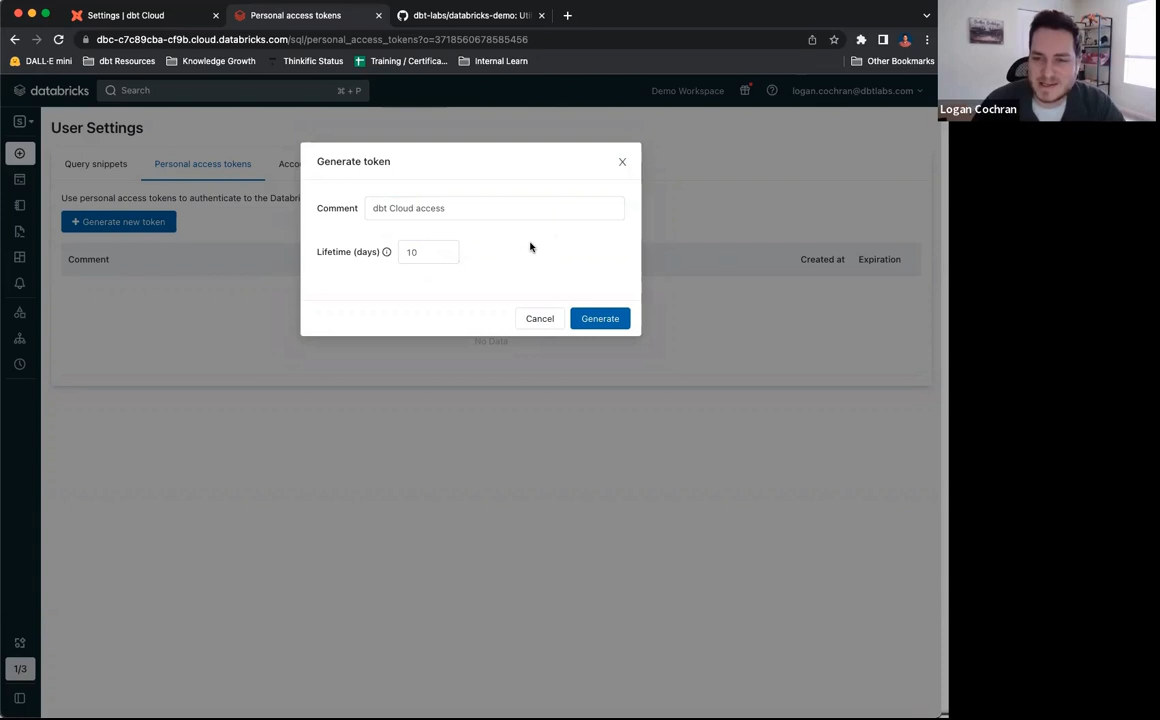 Settings | dbt Cloud
Personal access tokens
dbt-labs/databricks-demo: Uti
dbc-c7c89cba-cf9b.cloud.databricks.com/sql/personal_access_tokens?o=3718560678585456
DALL·E mini
dbt Resources
Knowledge Growth
Thinkific Status
Training / Certifica...
Internal Learn
Other Bookmarks
databricks
Search
⌘ + P
Demo Workspace
logan.cochran@dbtlabs.com
Logan Cochran
S
User Settings
Query snippets
Personal access tokens
Acco
Use personal access tokens to authenticate to the Databri
+ Generate new token
Comment
Created at
Expiration
No Data
Generate token
Comment
dbt Cloud access
Lifetime (days)
10
Cancel
Generate
1/3